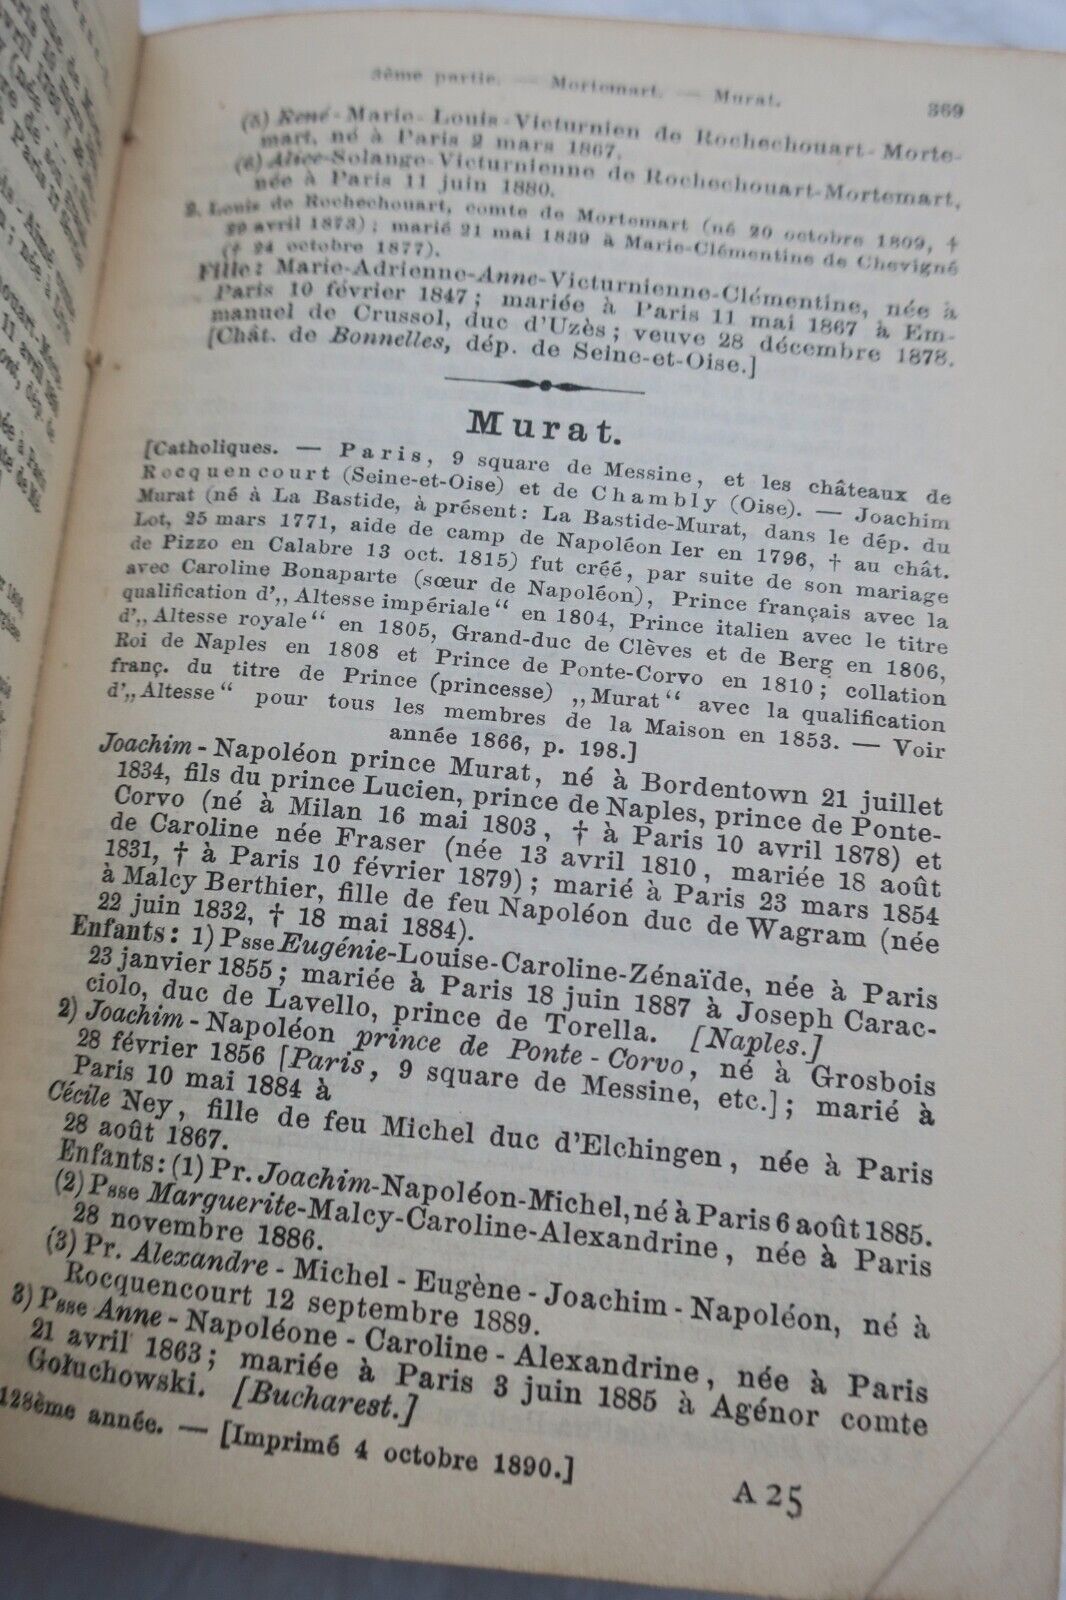 3ème partie. — Mortemart. — Murat. 369
(5) René-Marie-Louis-Victurnien de Rochechouart-Morte-
mart, né à Paris 2 mars 1867.
(6) Alice-Solange-Victurnienne de Rochechouart-Mortemart,
née à Paris 11 juin 1880.
2. Louis de Rochechouart, comte de Mortemart (né 20 octobre 1809, †
avril 1873); marié 21 mai 1839 à Marie-Clémentine de Chevigné
(† 24 octobre 1877).
Fille: Marie-Adrienne-Anne-Victurnienne-Clémentine, née à
Paris 10 février 1847; mariée à Paris 11 mai 1867 à Em-
manuel de Crussol, duc d'Uzès; veuve 28 décembre 1878.
[Chât. de Bonnelles, dép. de Seine-et-Oise.]
Murat.
[Catholiques. — Paris, 9 square de Messine, et les châteaux de
Rocquencourt (Seine-et-Oise) et de Chambly (Oise). — Joachim
Murat (né à La Bastide, à présent: La Bastide-Murat, dans le dép. du
Lot, 25 mars 1771, aide de camp de Napoléon Ier en 1796, † au chât.
de Pizzo en Calabre 13 oct. 1815) fut créé, par suite de son mariage
avec Caroline Bonaparte (sœur de Napoléon), Prince français avec la
qualification d'„Altesse impériale“ en 1804, Prince italien avec le titre
d'„Altesse royale“ en 1805, Grand-duc de Clèves et de Berg en 1806,
Roi de Naples en 1808 et Prince de Ponte-Corvo en 1810; collation
franç. du titre de Prince (princesse) „Murat“ avec la qualification
d'„Altesse“ pour tous les membres de la Maison en 1853. — Voir
année 1866, p. 198.]
Joachim-Napoléon prince Murat, né à Bordentown 21 juillet
1834, fils du prince Lucien, prince de Naples, prince de Ponte-
Corvo (né à Milan 16 mai 1803, † à Paris 10 avril 1878) et
de Caroline née Fraser (née 13 avril 1810, mariée 18 août
1831, † à Paris 10 février 1879); marié à Paris 23 mars 1854
à Malcy Berthier, fille de feu Napoléon duc de Wagram (née
22 juin 1832, † 18 mai 1884).
Enfants: 1) Psse Eugénie-Louise-Caroline-Zénaïde, née à Paris
23 janvier 1855; mariée à Paris 18 juin 1887 à Joseph Carac-
ciolo, duc de Lavello, prince de Torella. [Naples.]
2) Joachim-Napoléon prince de Ponte-Corvo, né à Grosbois
28 février 1856 [Paris, 9 square de Messine, etc.]; marié à
Paris 10 mai 1884 à
Cécile Ney, fille de feu Michel duc d'Elchingen, née à Paris
28 août 1867.
Enfants: (1) Pr. Joachim-Napoléon-Michel, né à Paris 6 août 1885.
(2) Psse Marguerite-Malcy-Caroline-Alexandrine, née à Paris
28 novembre 1886.
(3) Pr. Alexandre-Michel-Eugène-Joachim-Napoléon, né à
Rocquencourt 12 septembre 1889.
3) Psse Anne-Napoléone-Caroline-Alexandrine, née à Paris
21 avril 1863; mariée à Paris 3 juin 1885 à Agénor comte
Gołuchowski. [Bucharest.]
128ème année. — [Imprimé 4 octobre 1890.]
A 25